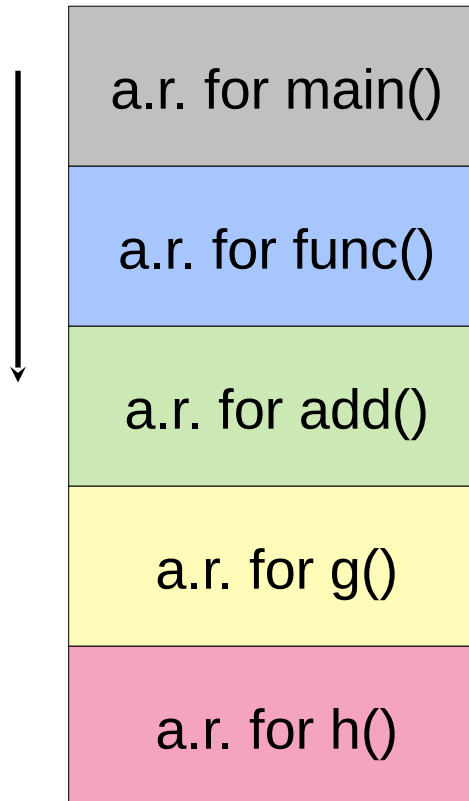 a.r. for main()
a.r. for func()
a.r. for add()
a.r. for g()
a.r. for h()